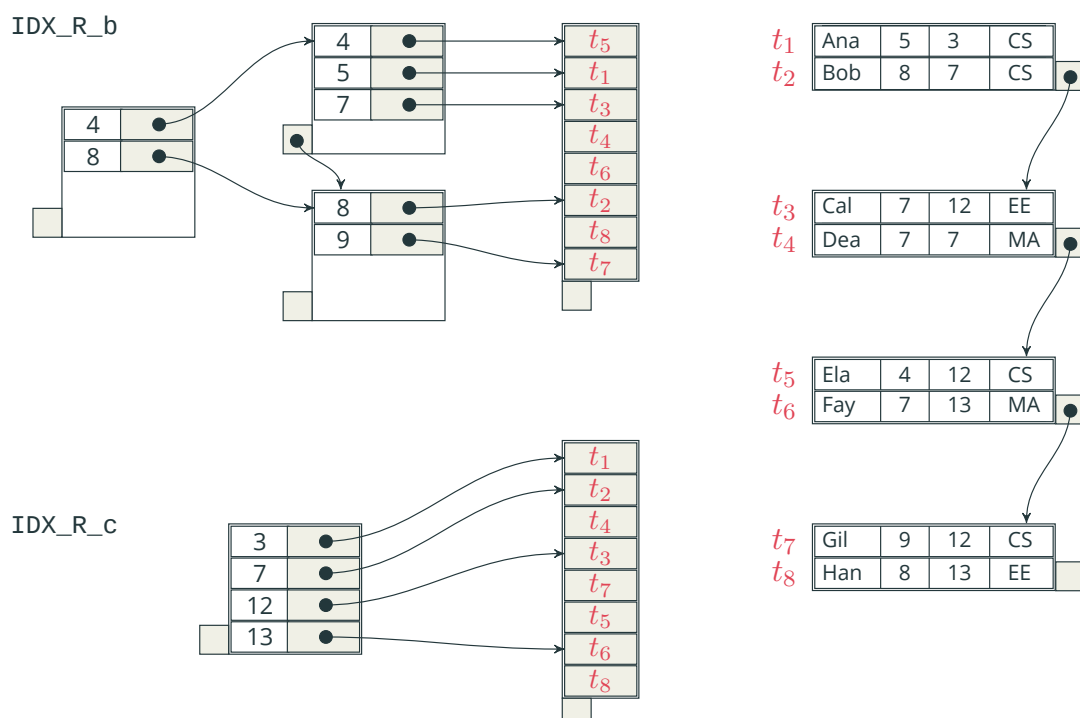 IDX_R_b
4
8
4
5
7
8
9
t5
t1
t3
t4
t6
t2
t8
t7
IDX_R_c
3
7
12
13
t1
t2
t4
t3
t7
t5
t6
t8
t1 Ana 5 3 CS
t2 Bob 8 7 CS
t3 Cal 7 12 EE
t4 Dea 7 7 MA
t5 Ela 4 12 CS
t6 Fay 7 13 MA
t7 Gil 9 12 CS
t8 Han 8 13 EE